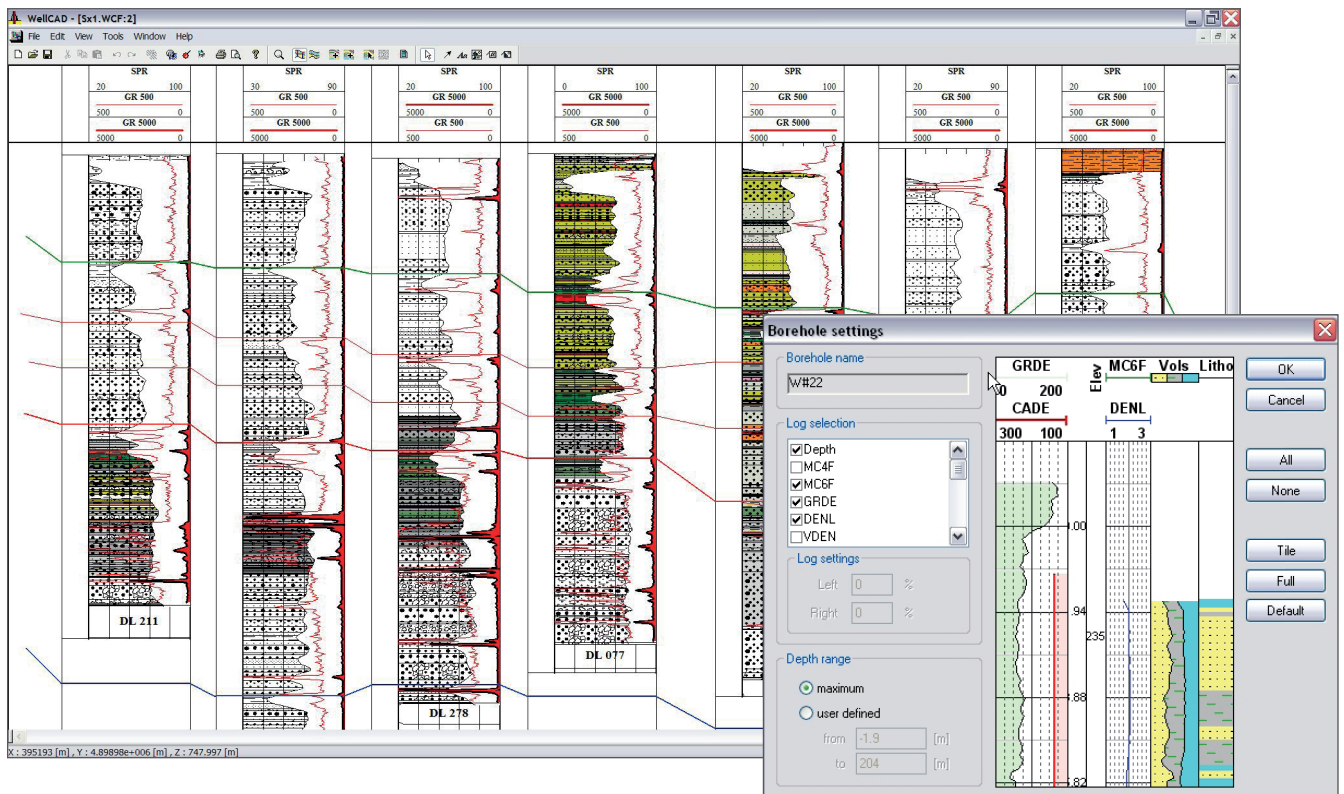 WellCAD - [Sx1.WCF:2]
File Edit View Tools Window Help
SPR SPR SPR SPR SPR SPR SPR
20 100 30 90 20 100 0 100 20 100 20 90 20 100
GR 500 GR 500 GR 5000 GR 5000 GR 500 GR 500 GR 500
500 0 500 0 5000 0 5000 0 500 0 500 0 500 0
GR 5000 GR 5000 GR 500 GR 500 GR 5000 GR 5000 GR 5000
5000 0 5000 0 500 0 500 0 5000 0 5000 0 5000 0
DL 211
DL 278
DL 077
X : 395193 [m] , Y : 4.89898e+006 [m] , Z : 747.997 [m]
Borehole settings
Borehole name
W#22
Log selection
Depth
MC4F
MC6F
GRDE
DENL
VDEN
Log settings
Left 0 %
Right 0 %
Depth range
maximum
user defined
from -1.9 [m]
to 204 [m]
GRDE Elev MC6F Vols Litho
0 200
CADE DENL
300 100 1 3
.00
.94
235
.88
.82
OK
Cancel
All
None
Tile
Full
Default